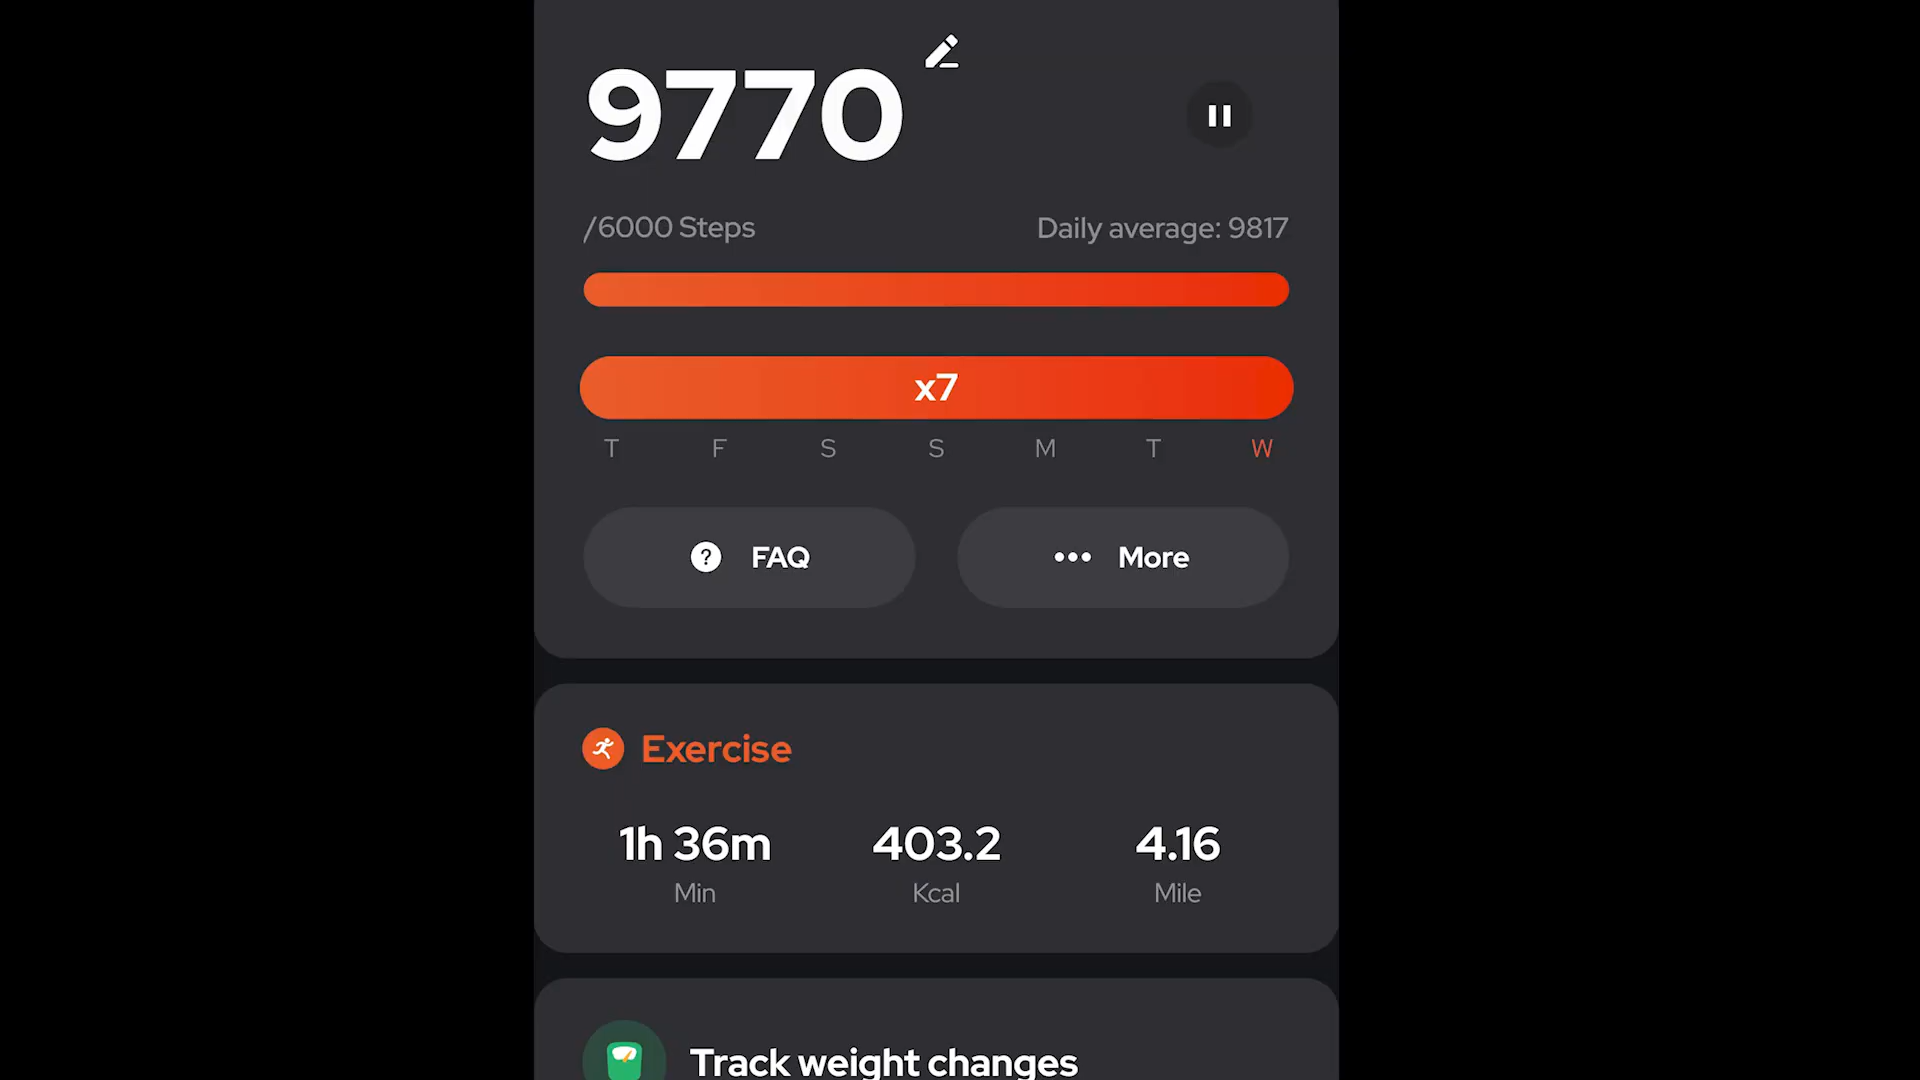 9770
/6000 Steps
Daily average: 9817
x7
T F S S M T W
FAQ
More
Exercise
1h 36m 403.2 4.16
Min Kcal Mile
Track weight changes